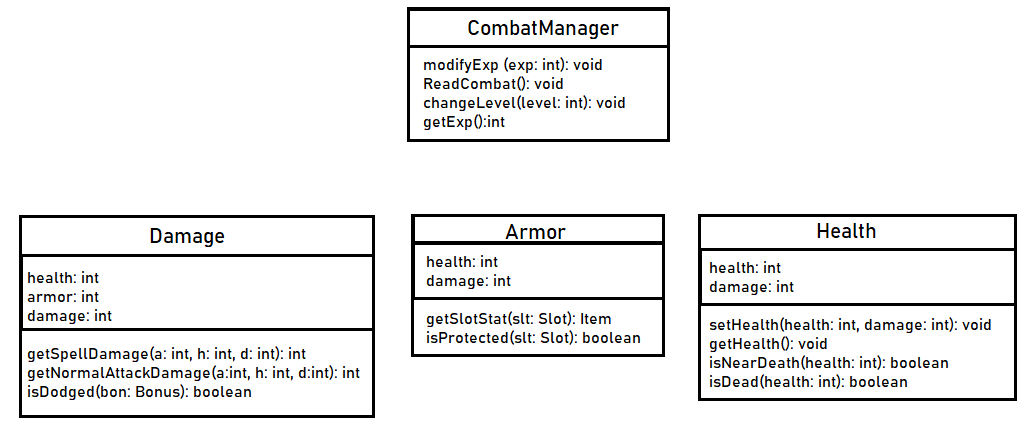 CombatManager
modifyExp (exp: int): void
ReadCombat(): void
changeLevel(level: int): void
getExp():int
Damage
health: int
armor: int
damage: int
getSpellDamage(a: int, h: int, d: int): int
getNormalAttackDamage(a:int, h: int, d:int): int
isDodged(bon: Bonus): boolean
Armor
health: int
damage: int
getSlotStat(slt: Slot): Item
isProtected(slt: Slot): boolean
Health
health: int
damage: int
setHealth(health: int, damage: int): void
getHealth(): void
isNearDeath(health: int): boolean
isDead(health: int): boolean